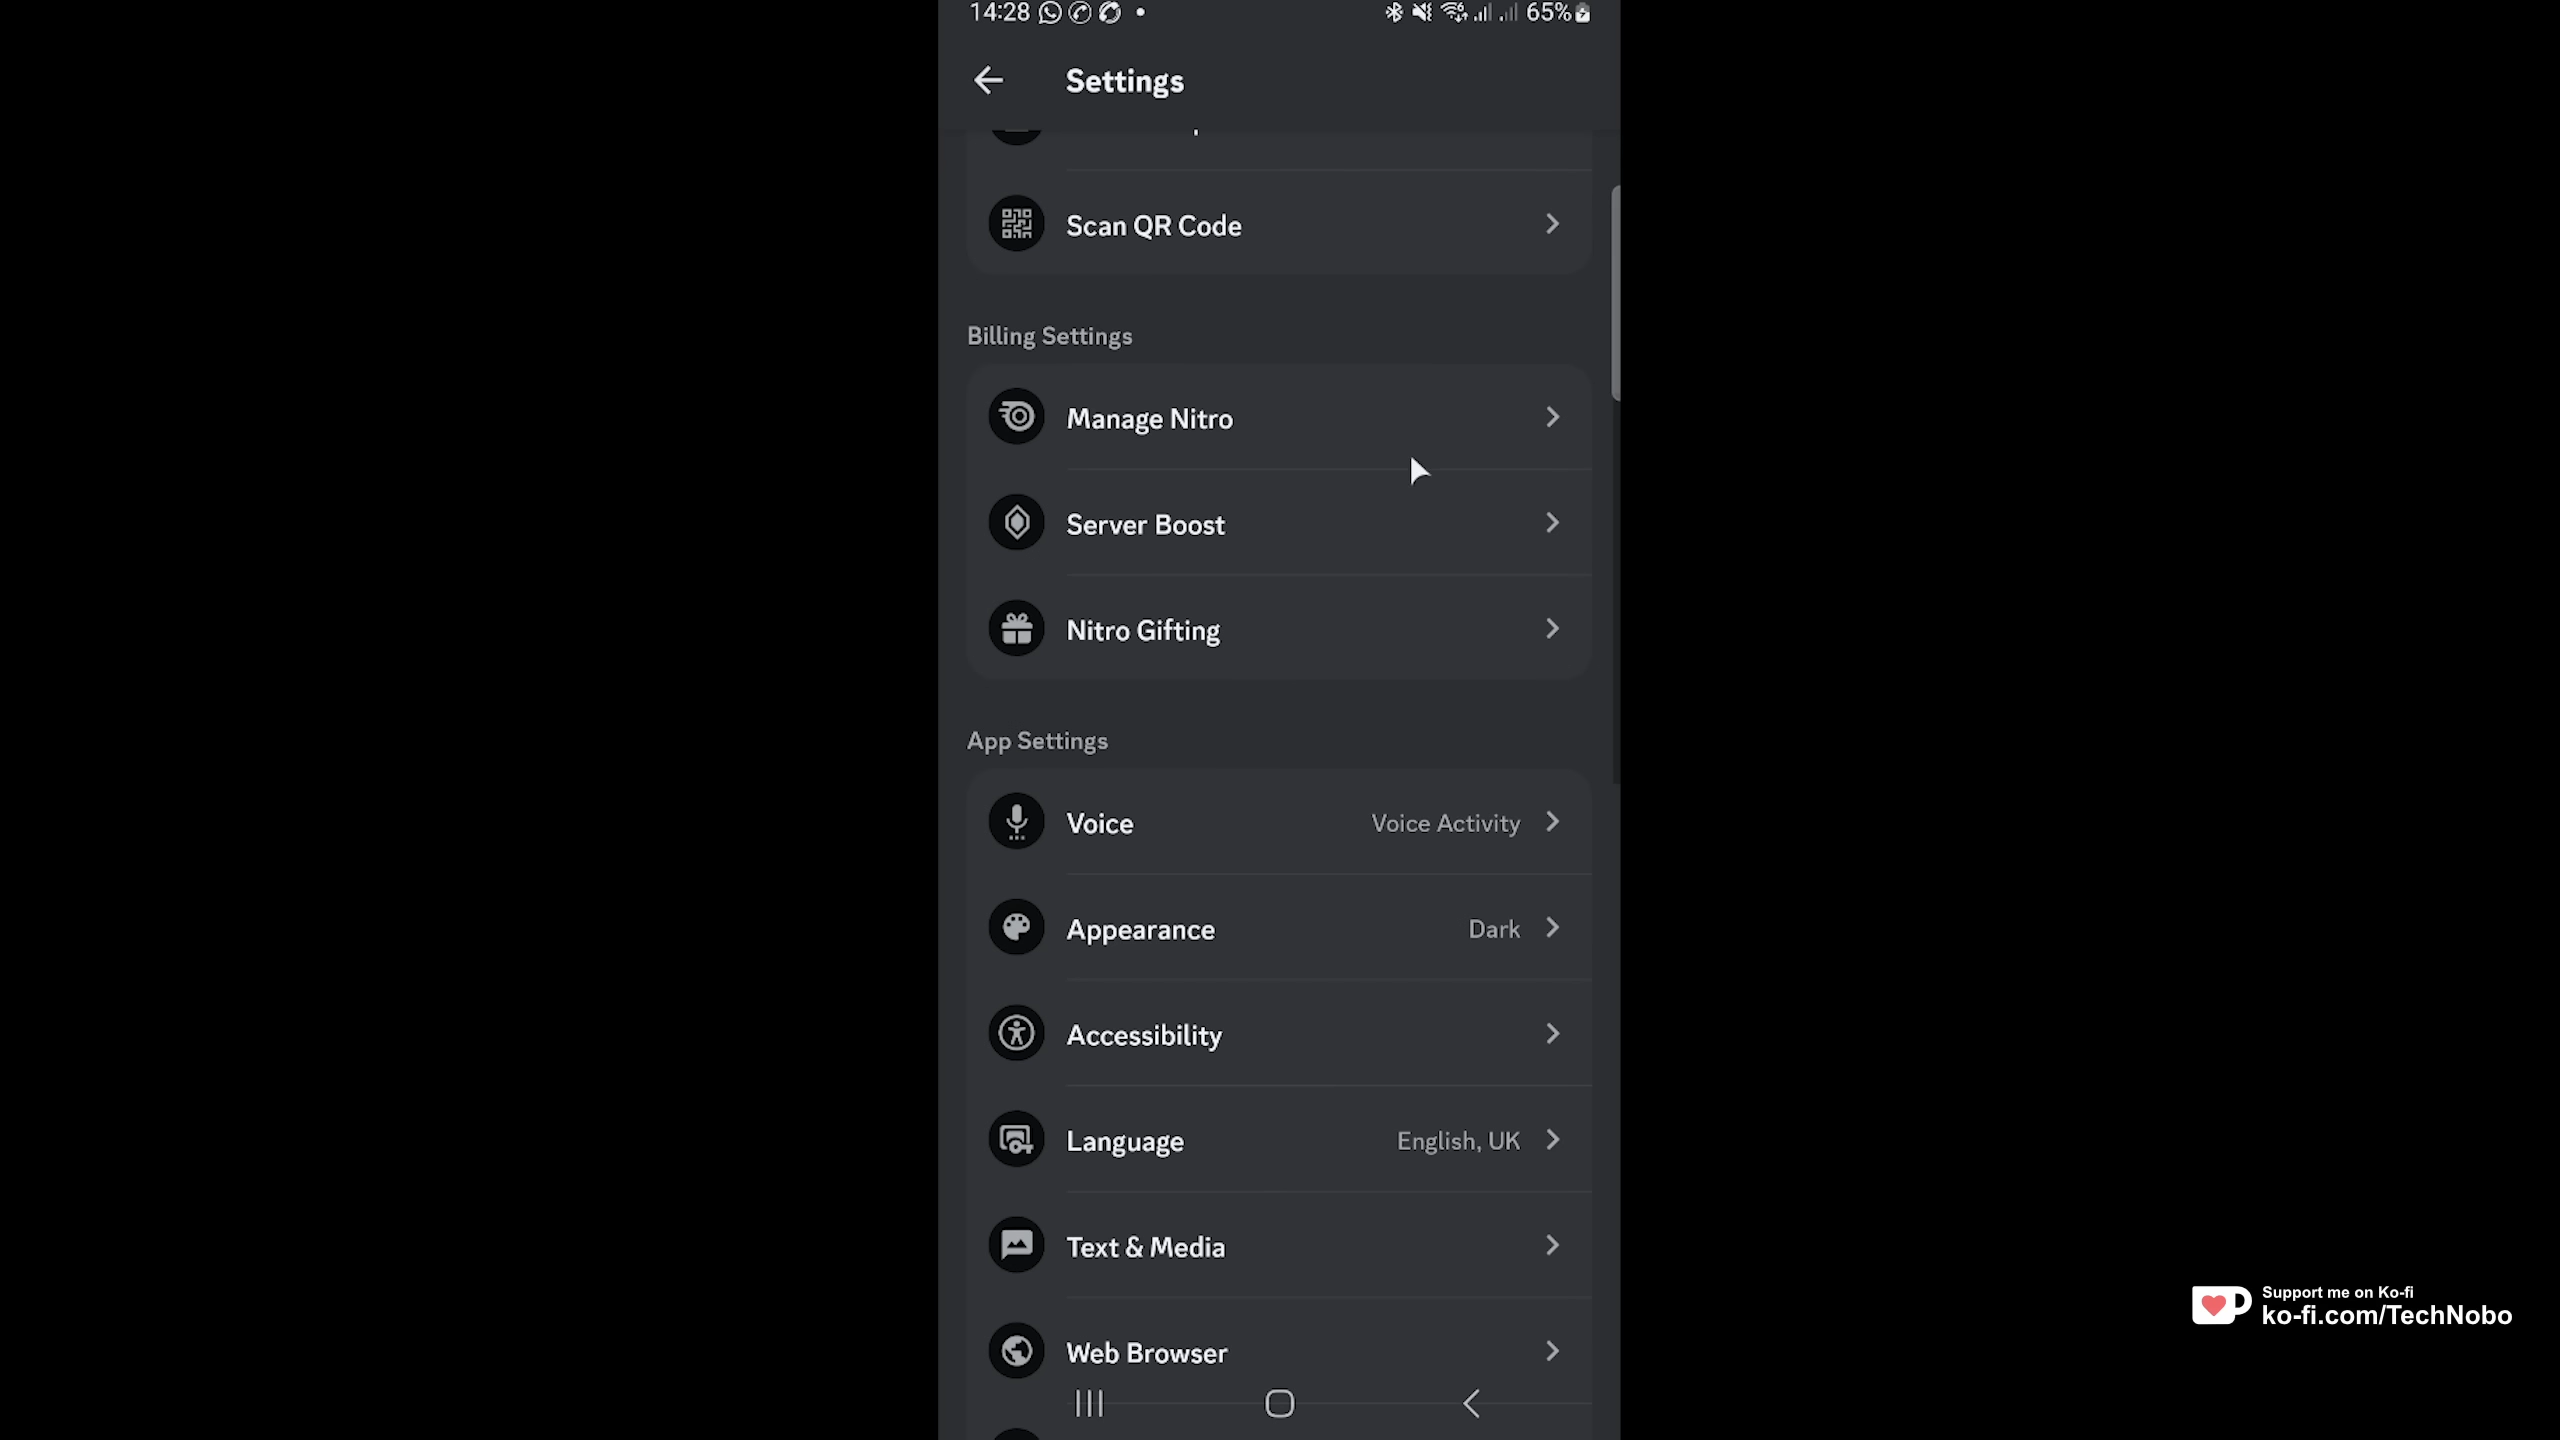 14:28 65%
Settings
Scan QR Code
Billing Settings
Manage Nitro
Server Boost
Nitro Gifting
App Settings
Voice Voice Activity
Appearance Dark
Accessibility
Language English, UK
Text & Media
Web Browser
Support me on Ko-fi
ko-fi.com/TechNobo